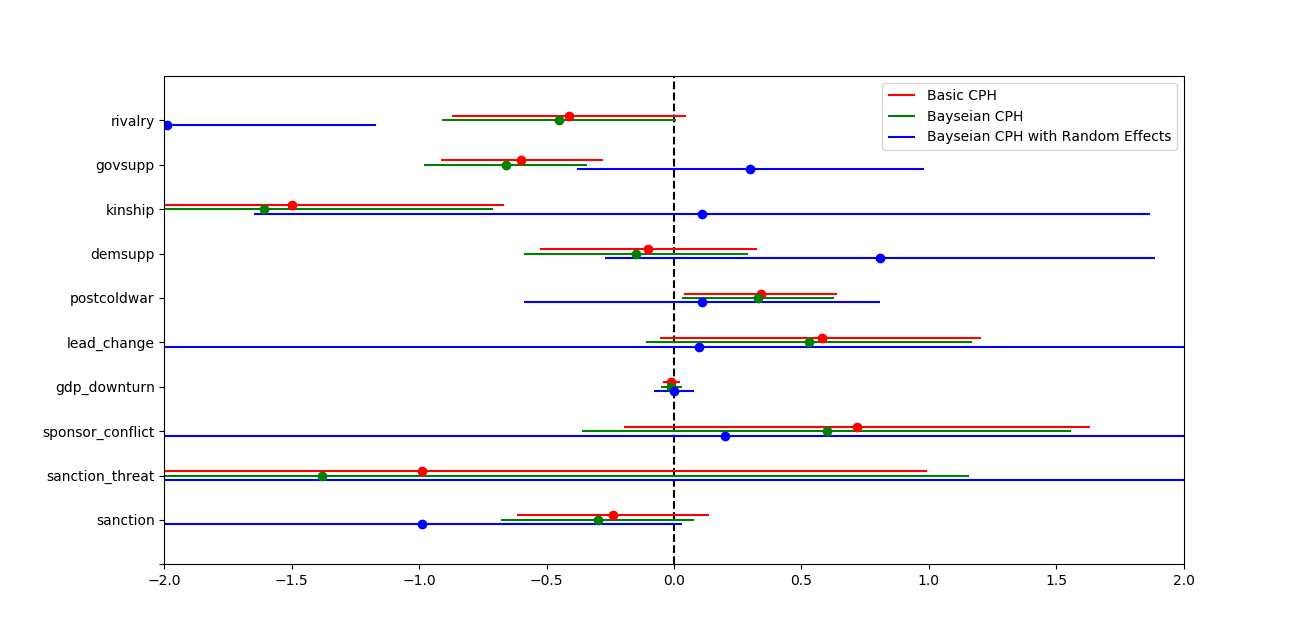 Basic CPH
Bayseian CPH
Bayseian CPH with Random Effects
rivalry
govsupp
kinship
demsupp
postcoldwar
lead_change
gdp_downturn
sponsor_conflict
sanction_threat
sanction
−2.0 −1.5 −1.0 −0.5 0.0 0.5 1.0 1.5 2.0